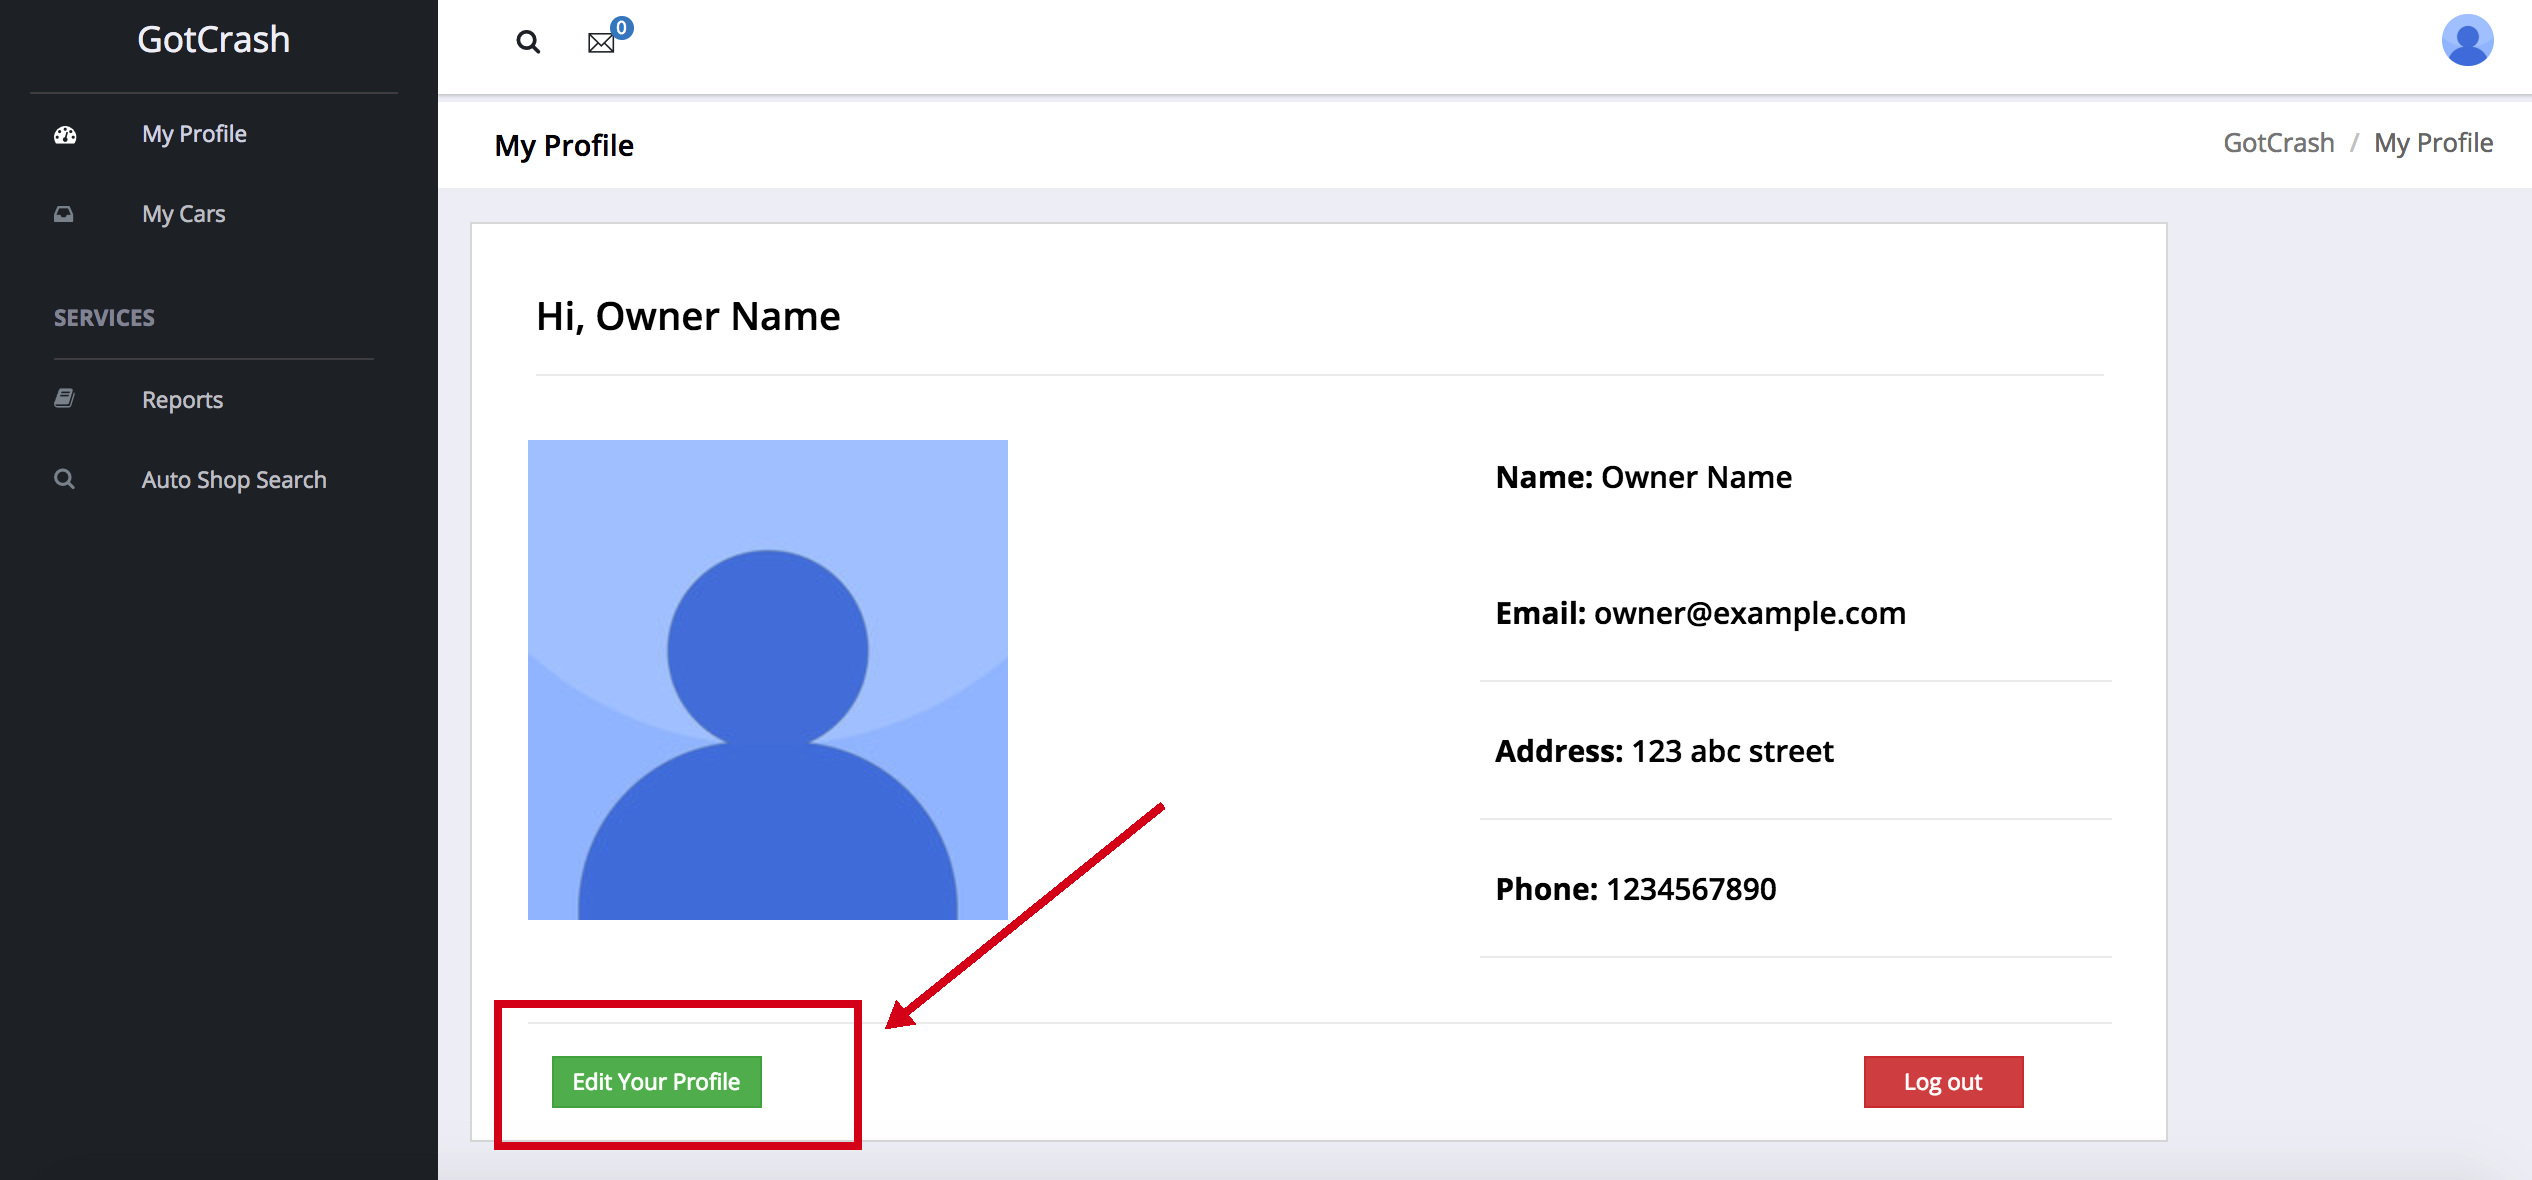 GotCrash
My Profile
My Cars
SERVICES
Reports
Auto Shop Search
0
My Profile
GotCrash / My Profile
Hi, Owner Name
Name: Owner Name
Email: owner@example.com
Address: 123 abc street
Phone: 1234567890
Edit Your Profile
Log out